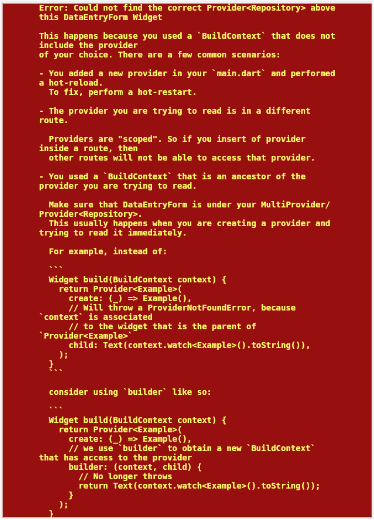 Error: Could not find the correct Provider<Repository> above
this DataEntryForm Widget
This happens because you used a `BuildContext` that does not
include the provider
of your choice. There are a few common scenarios:
- You added a new provider in your `main.dart` and performed
a hot-reload.
To fix, perform a hot-restart.
- The provider you are trying to read is in a different
route.
Providers are "scoped". So if you insert of provider
inside a route, then
other routes will not be able to access that provider.
- You used a `BuildContext` that is an ancestor of the
provider you are trying to read.
Make sure that DataEntryForm is under your MultiProvider/
Provider<Repository>.
This usually happens when you are creating a provider and
trying to read it immediately.
For example, instead of:
```
Widget build(BuildContext context) {
return Provider<Example>(
create: (_) => Example(),
// Will throw a ProviderNotFoundError, because
`context` is associated
// to the widget that is the parent of
`Provider<Example>`
child: Text(context.watch<Example>().toString()),
);
}
```
consider using `builder` like so:
```
Widget build(BuildContext context) {
return Provider<Example>(
create: (_) => Example(),
// we use `builder` to obtain a new `BuildContext`
that has access to the provider
builder: (context, child) {
// No longer throws
return Text(context.watch<Example>().toString());
}
);
}